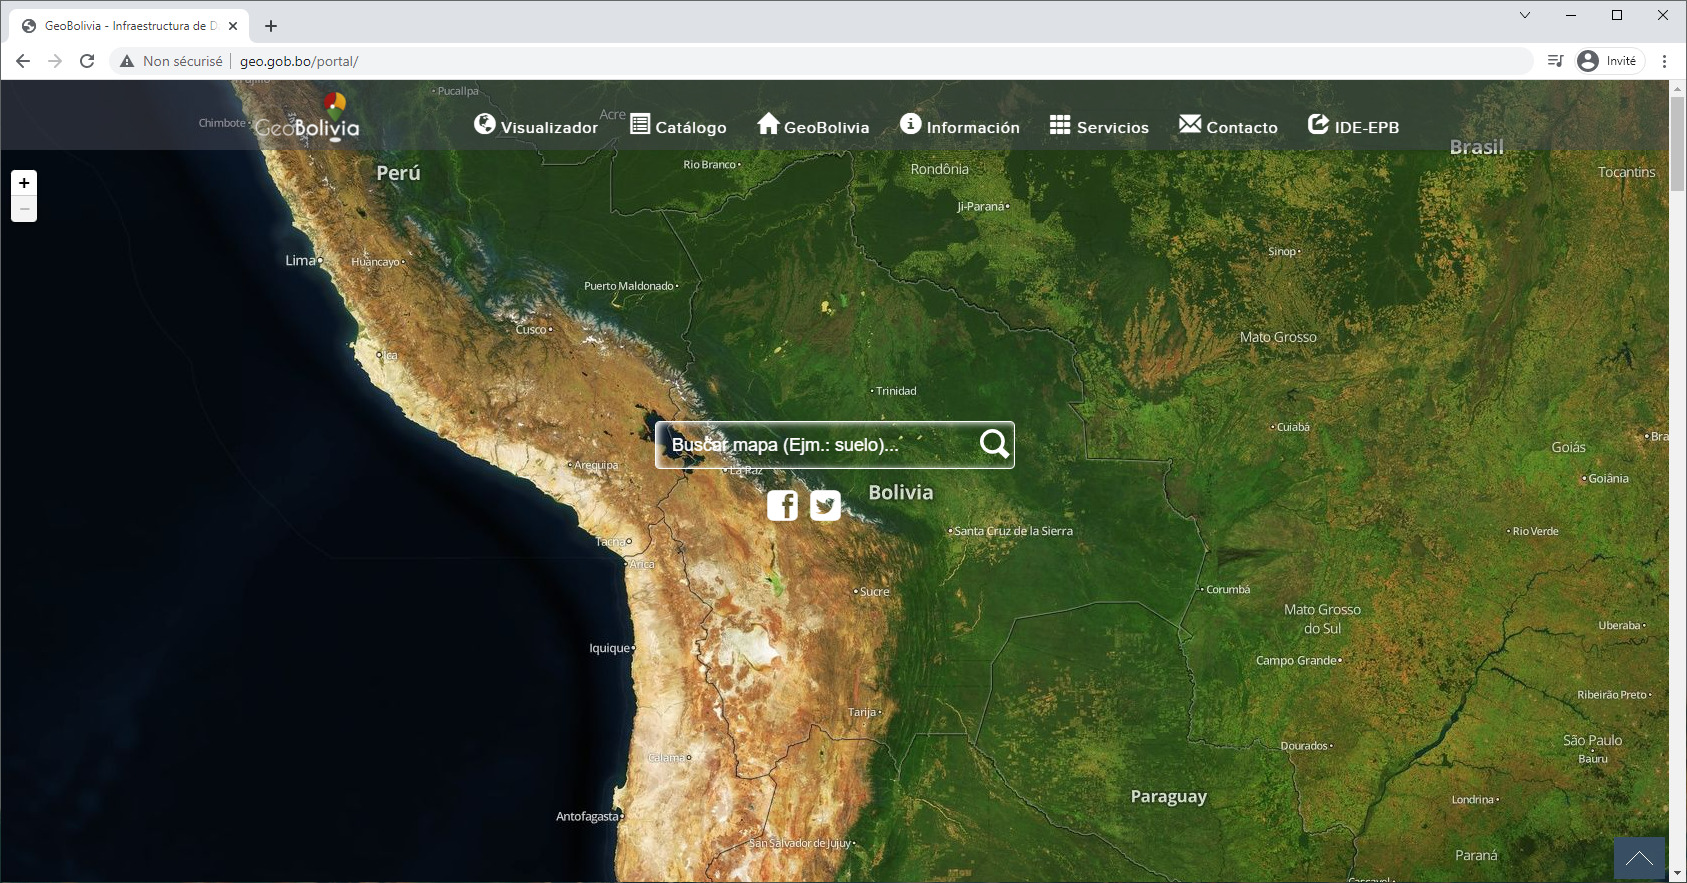 GeoBolivia - Infraestructura de D
Non sécurisé
geo.gob.bo/portal/
Invité
Pucallpa
Chimbote
GeoBolivia
Acre
Visualizador
Catálogo
GeoBolivia
Información
Servicios
Contacto
IDE-EPB
Brasil
Perú
Rio Branco
Rondônia
Tocantins
+
−
Ji-Paraná
Lima
Huancayo
Sinop
Puerto Maldonado
Cusco
Mato Grosso
Ica
Trinidad
Cuiabá
Bra
Buscar mapa (Ejm.: suelo)...
Goiás
Arequipa
La Paz
Goiânia
Bolivia
Santa Cruz de la Sierra
Rio Verde
Tacna
Arica
Sucre
Corumbá
Mato Grosso
do Sul
Uberaba
Iquique
Campo Grande
Ribeirão Preto
Tarija
São Paulo
Dourados
Calama
Bauru
Paraguay
Londrina
Antofagasta
San Salvador de Jujuy
Paraná
Cascavel